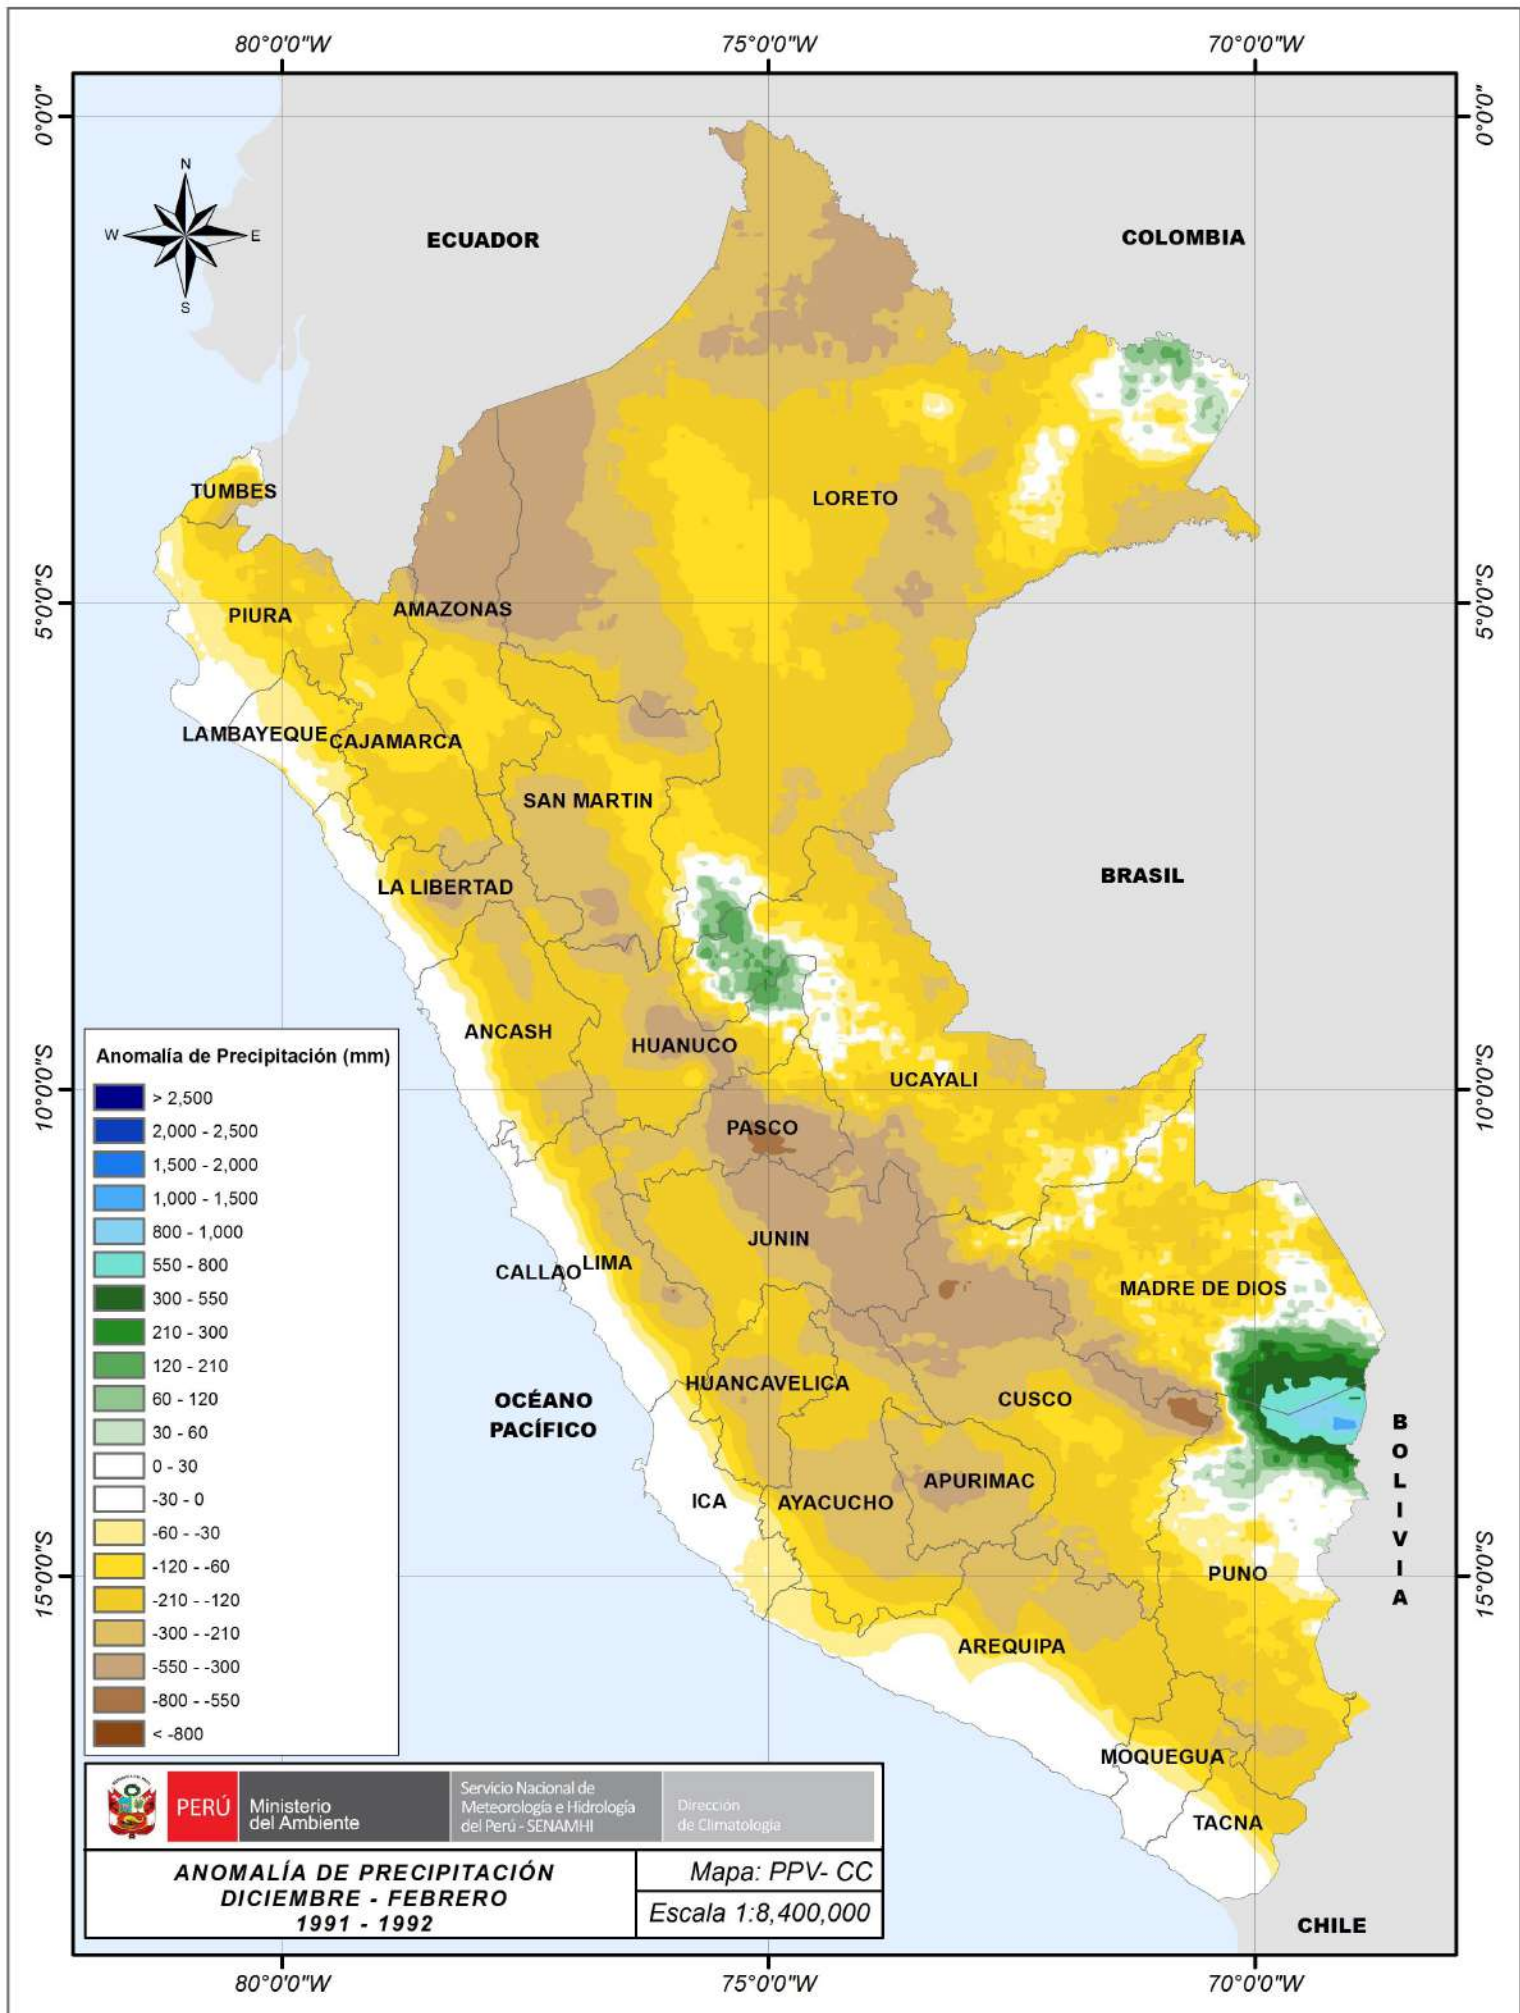 80°0'0"W
75°0'0"W
70°0'0"W
0°0'0"
0°0'0"
N
W
E
S
ECUADOR
COLOMBIA
TUMBES
LORETO
5°0'0"S
5°0'0"S
PIURA
AMAZONAS
LAMBAYEQUE
CAJAMARCA
SAN MARTIN
LA LIBERTAD
BRASIL
ANCASH
HUANUCO
UCAYALI
10°0'0"S
10°0'0"S
PASCO
JUNIN
CALLAO
LIMA
MADRE DE DIOS
HUANCAVELICA
CUSCO
OCÉANO
PACÍFICO
BOLIVIA
ICA
AYACUCHO
APURIMAC
PUNO
15°0'0"S
15°0'0"S
AREQUIPA
MOQUEGUA
TACNA
CHILE
Anomalía de Precipitación (mm)
> 2,500
2,000 - 2,500
1,500 - 2,000
1,000 - 1,500
800 - 1,000
550 - 800
300 - 550
210 - 300
120 - 210
60 - 120
30 - 60
0 - 30
-30 - 0
-60 - -30
-120 - -60
-210 - -120
-300 - -210
-550 - -300
-800 - -550
< -800
PERÚ
Ministerio
del Ambiente
Servicio Nacional de
Meteorología e Hidrología
del Perú - SENAMHI
Dirección
de Climatología
ANOMALÍA DE PRECIPITACIÓN
DICIEMBRE - FEBRERO
1991 - 1992
Mapa: PPV- CC
Escala 1:8,400,000
80°0'0"W
75°0'0"W
70°0'0"W